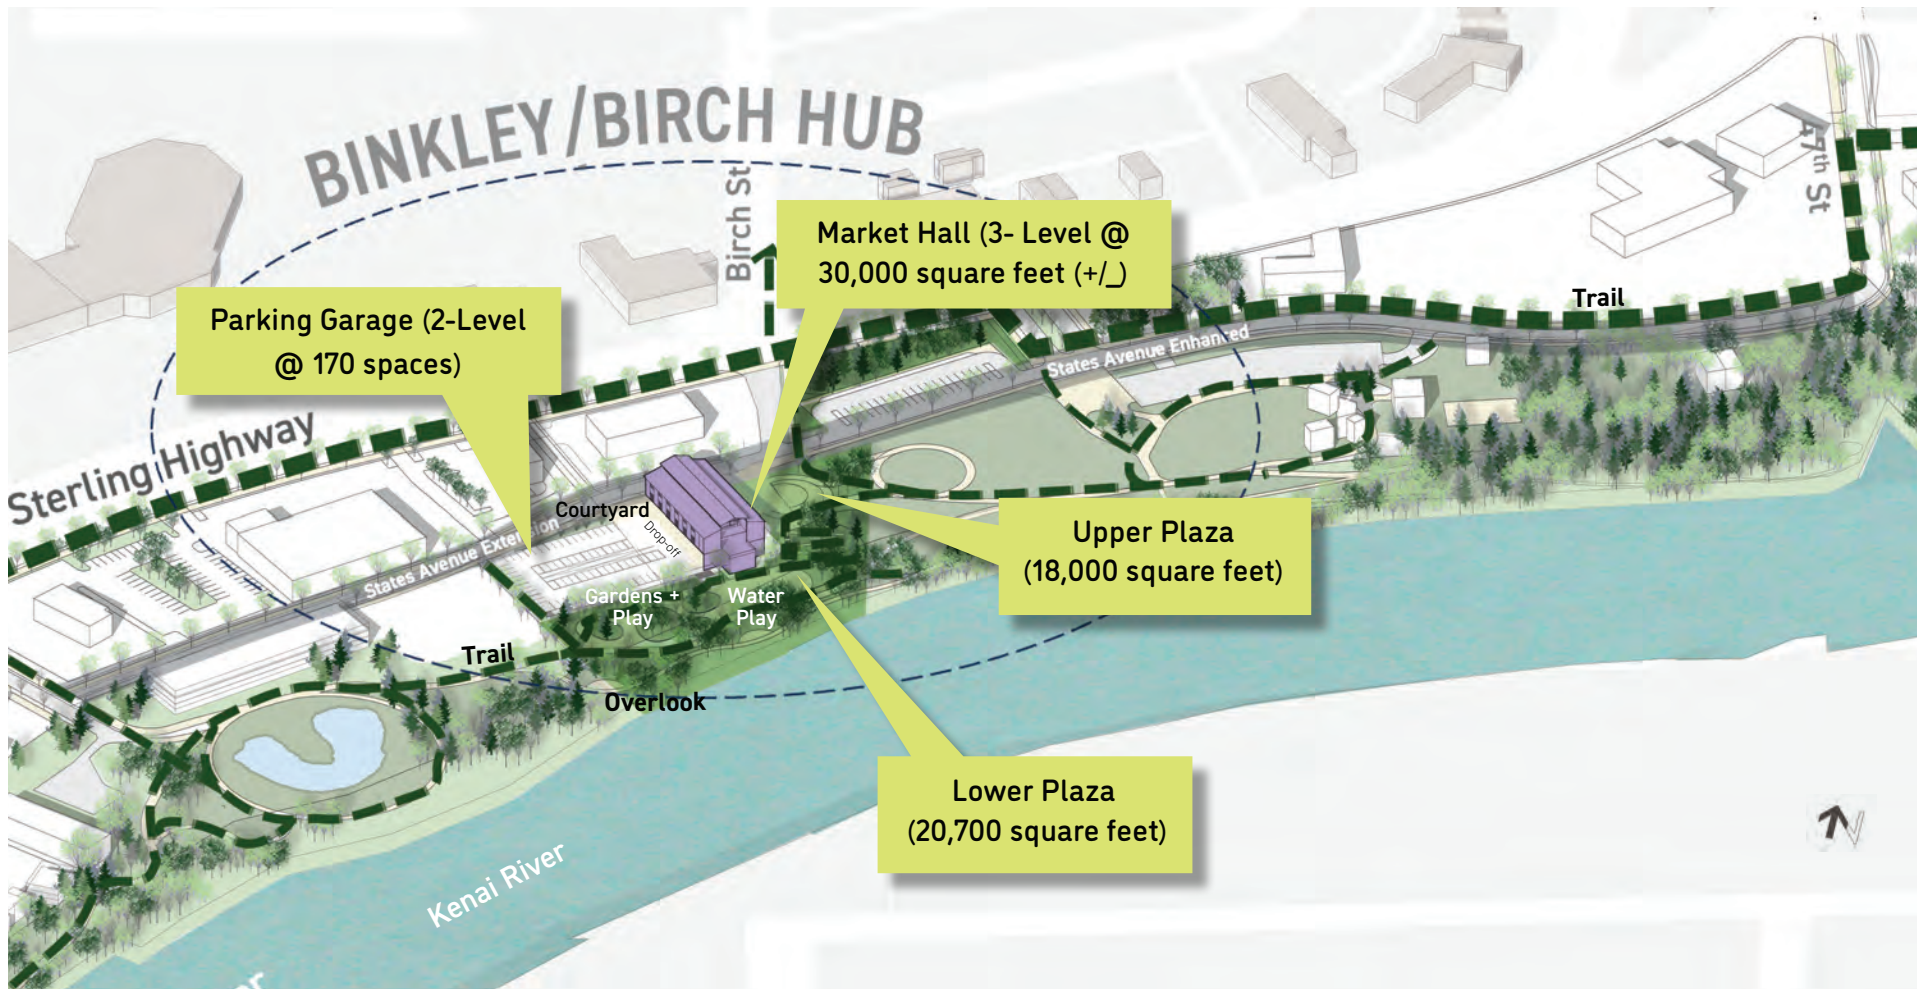 BINKLEY/BIRCH HUB
47th St
Birch St
Market Hall (3- Level @
30,000 square feet (+/_)
Trail
Parking Garage (2-Level
@ 170 spaces)
States Avenue Enhanced
Sterling Highway
Courtyard
Drop-off
Upper Plaza
(18,000 square feet)
States Avenue Extension
Gardens +
Play
Water
Play
Trail
Overlook
Lower Plaza
(20,700 square feet)
Kenai River
N